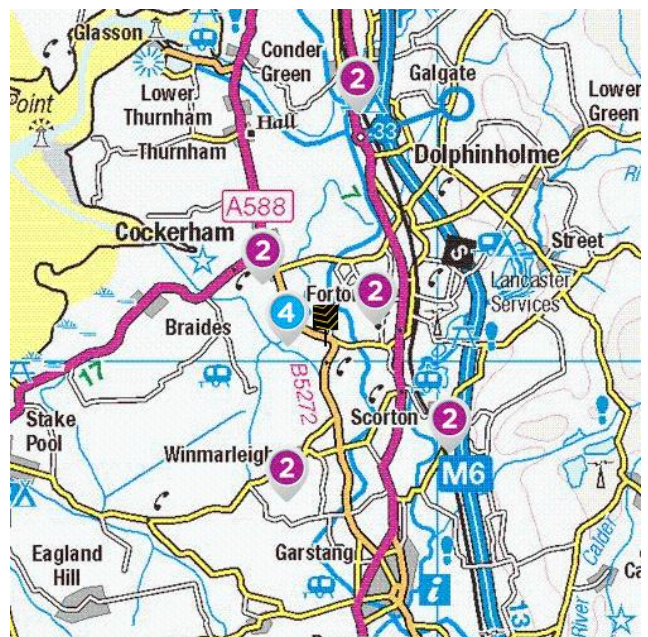 Glasson
Conder
Green
2
Galgate
Point
Lower
Thurnham
Hall
Lower
Green
33
Thurnham
Dolphinholme
7
A588
Cockerham
2
S
Street
Lancaster
Services
Forto
2
4
Braides
17
B5272
Stake
Pool
Scorton
2
Winmarleigh
2
M6
Eagland
Hill
Garstang
i
Calder
River
13